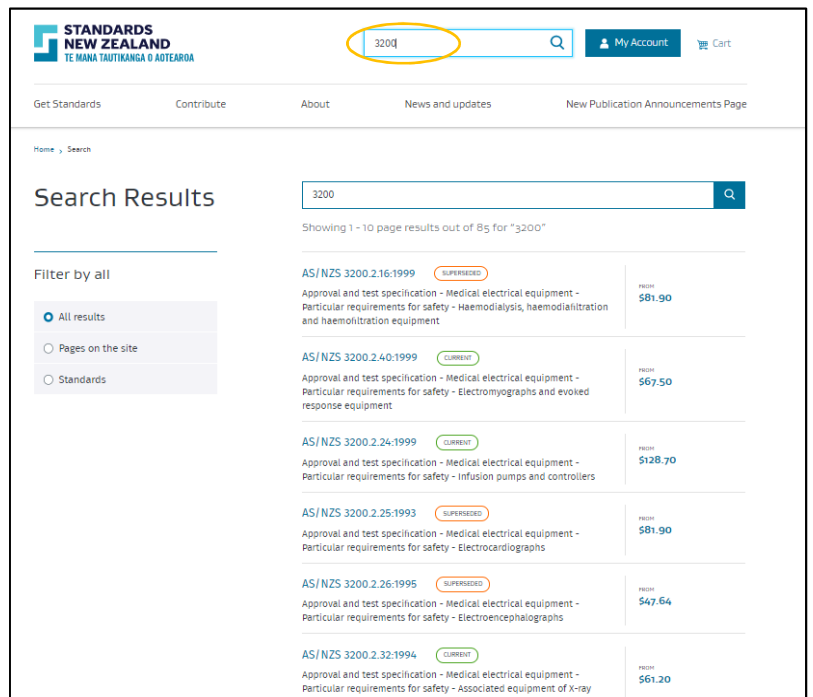 STANDARDS
NEW ZEALAND
TE MANA TAUTIKANGA O AOTEAROA
3200
My Account
Cart
Get Standards
Contribute
About
News and updates
New Publication Announcements Page
Home > Search
Search Results
3200
Showing 1 - 10 page results out of 85 for "3200"
Filter by all
All results
Pages on the site
Standards
AS/NZS 3200.2.16:1999 SUPERSEDED
Approval and test specification - Medical electrical equipment -
Particular requirements for safety - Haemodialysis, haemodiafiltration
and haemofiltration equipment
FROM
$81.90
AS/NZS 3200.2.40:1999 CURRENT
Approval and test specification - Medical electrical equipment -
Particular requirements for safety - Electromyographs and evoked
response equipment
FROM
$67.50
AS/NZS 3200.2.24:1999 CURRENT
Approval and test specification - Medical electrical equipment -
Particular requirements for safety - Infusion pumps and controllers
FROM
$128.70
AS/NZS 3200.2.25:1993 SUPERSEDED
Approval and test specification - Medical electrical equipment -
Particular requirements for safety - Electrocardiographs
FROM
$81.90
AS/NZS 3200.2.26:1995 SUPERSEDED
Approval and test specification - Medical electrical equipment -
Particular requirements for safety - Electroencephalographs
FROM
$47.64
AS/NZS 3200.2.32:1994 CURRENT
Approval and test specification - Medical electrical equipment -
Particular requirements for safety - Associated equipment of X-ray
FROM
$61.20